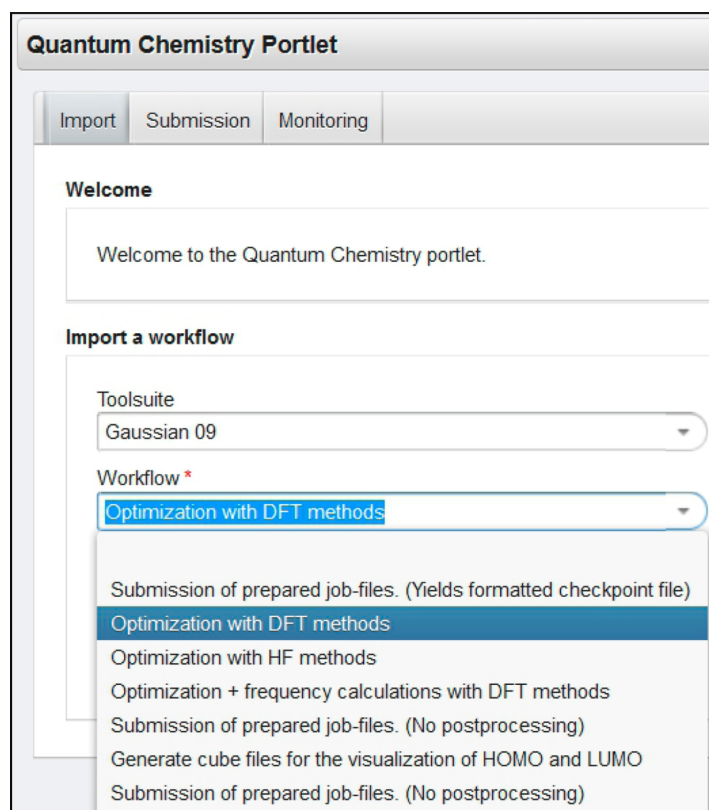 Quantum Chemistry Portlet
Import Submission Monitoring
Welcome
Welcome to the Quantum Chemistry portlet.
Import a workflow
Toolsuite
Gaussian 09
Workflow *
Optimization with DFT methods
Submission of prepared job-files. (Yields formatted checkpoint file)
Optimization with DFT methods
Optimization with HF methods
Optimization + frequency calculations with DFT methods
Submission of prepared job-files. (No postprocessing)
Generate cube files for the visualization of HOMO and LUMO
Submission of prepared job-files. (No postprocessing)